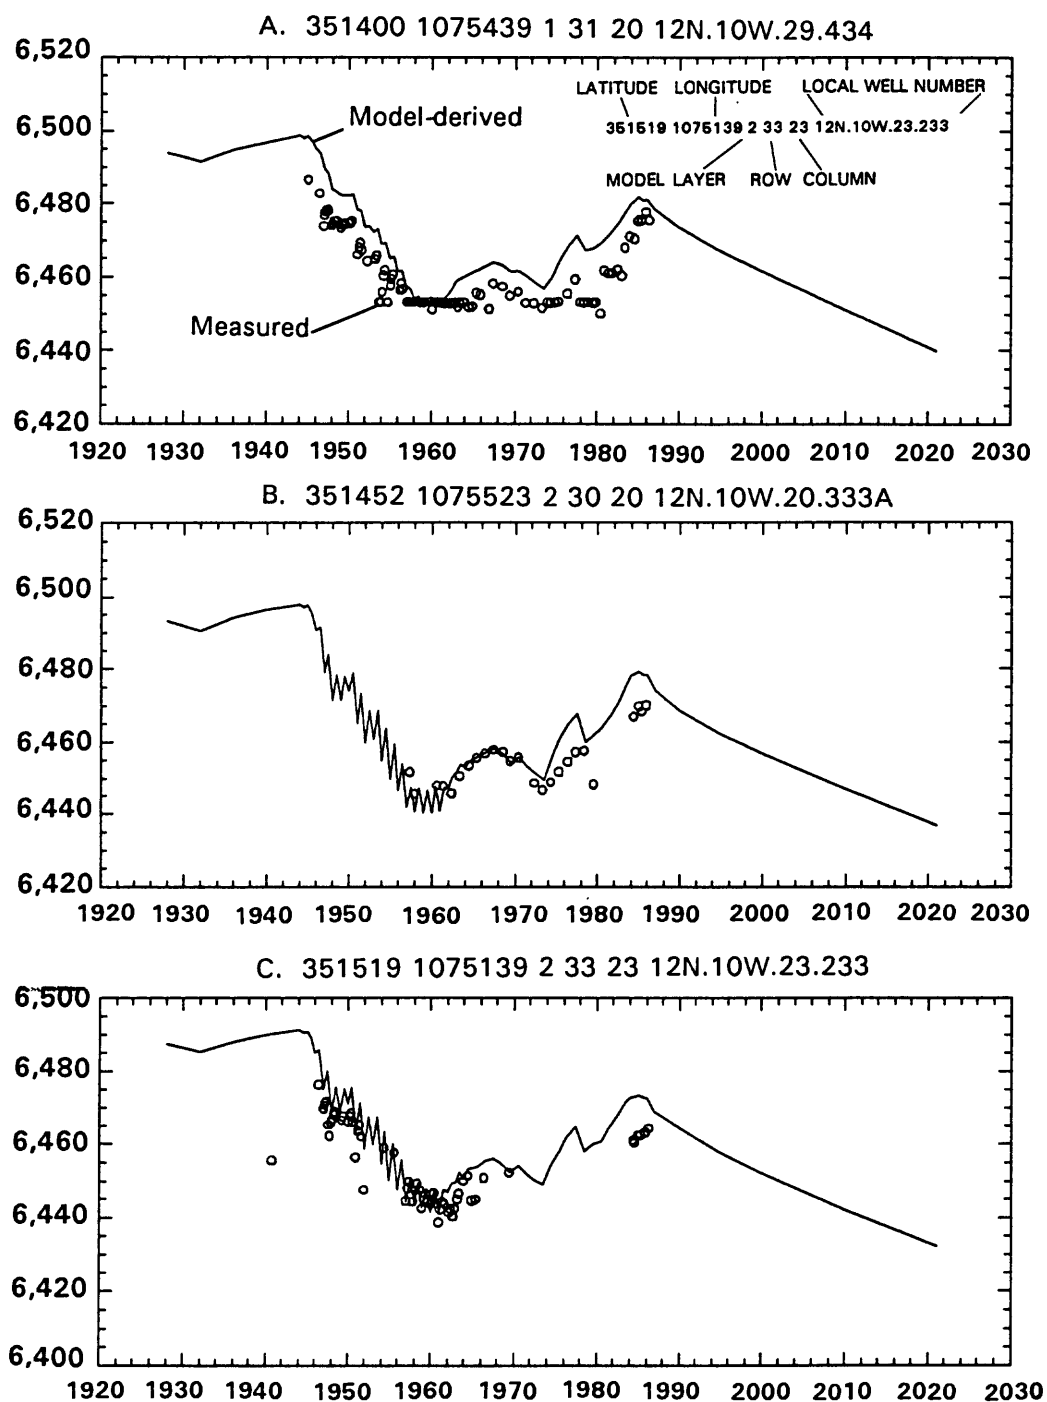 A. 351400 1075439 1 31 20 12N.10W.29.434
6,520
6,500
6,480
6,460
6,440
6,420
Model-derived
Measured
LATITUDE LONGITUDE LOCAL WELL NUMBER
351519 1075139 2 33 23 12N.10W.23.233
MODEL LAYER ROW COLUMN
1920 1930 1940 1950 1960 1970 1980 1990 2000 2010 2020 2030
B. 351452 1075523 2 30 20 12N.10W.20.333A
6,520
6,500
6,480
6,460
6,440
6,420
1920 1930 1940 1950 1960 1970 1980 1990 2000 2010 2020 2030
C. 351519 1075139 2 33 23 12N.10W.23.233
6,500
6,480
6,460
6,440
6,420
6,400
1920 1930 1940 1950 1960 1970 1980 1990 2000 2010 2020 2030